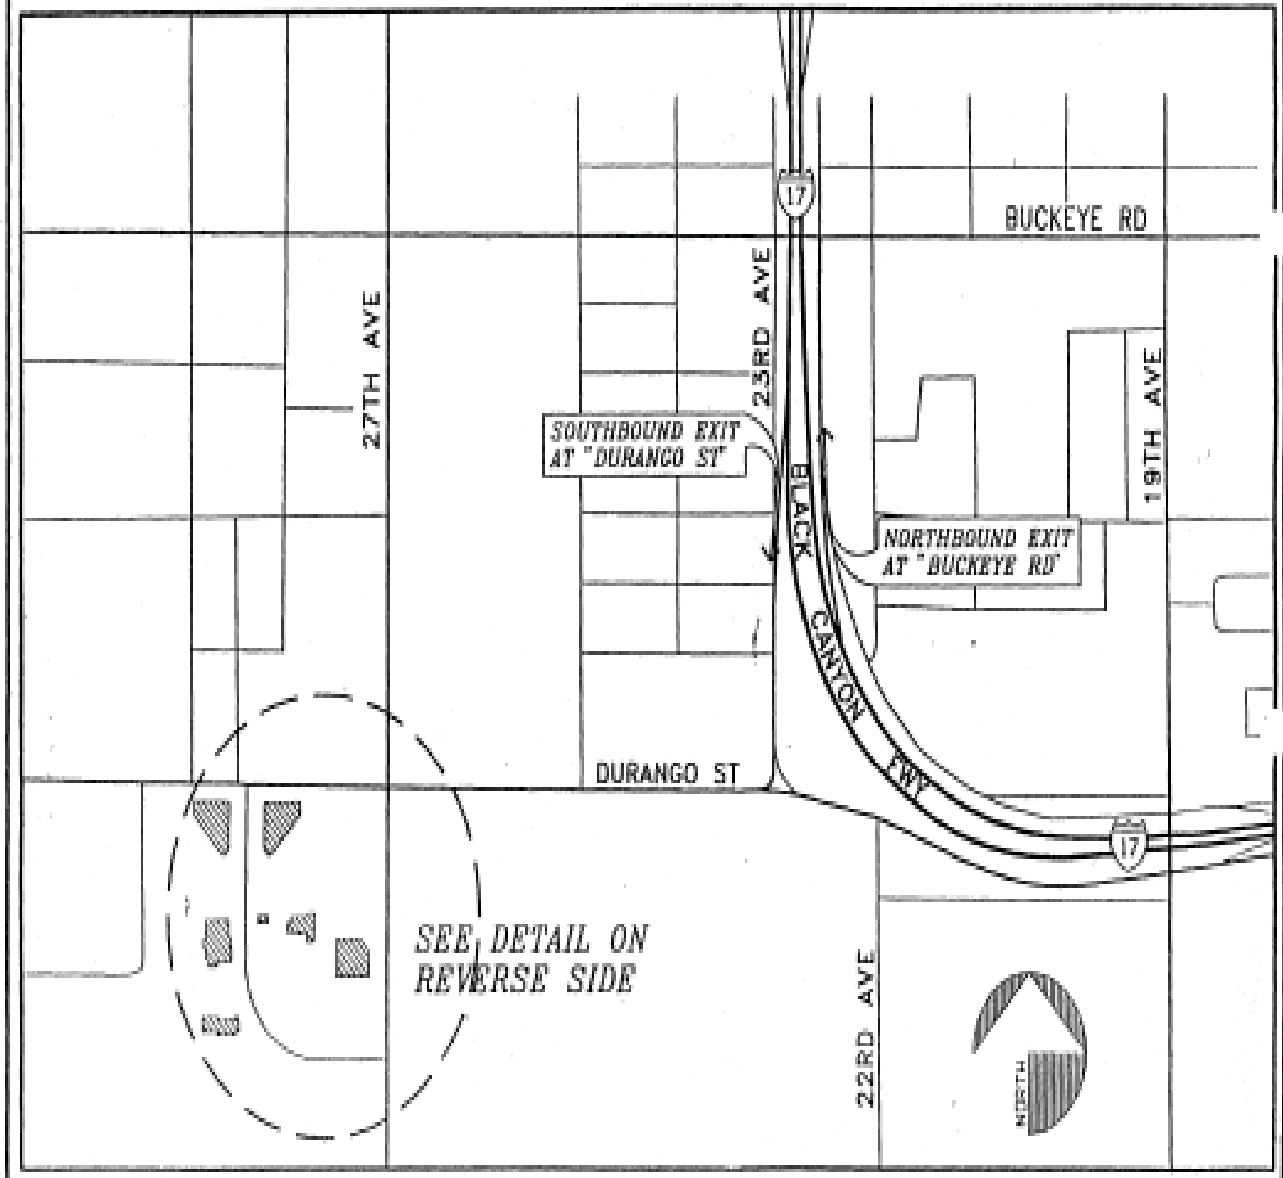 17
BUCKEYE RD
23RD AVE
27TH AVE
19TH AVE
SOUTHBOUND EXIT
AT "DURANGO ST"
BLACK
NORTHBOUND EXIT
AT "BUCKEYE RD"
CANYON
DURANGO ST
FWY
17
SEE DETAIL ON
REVERSE SIDE
22RD AVE
NORTH